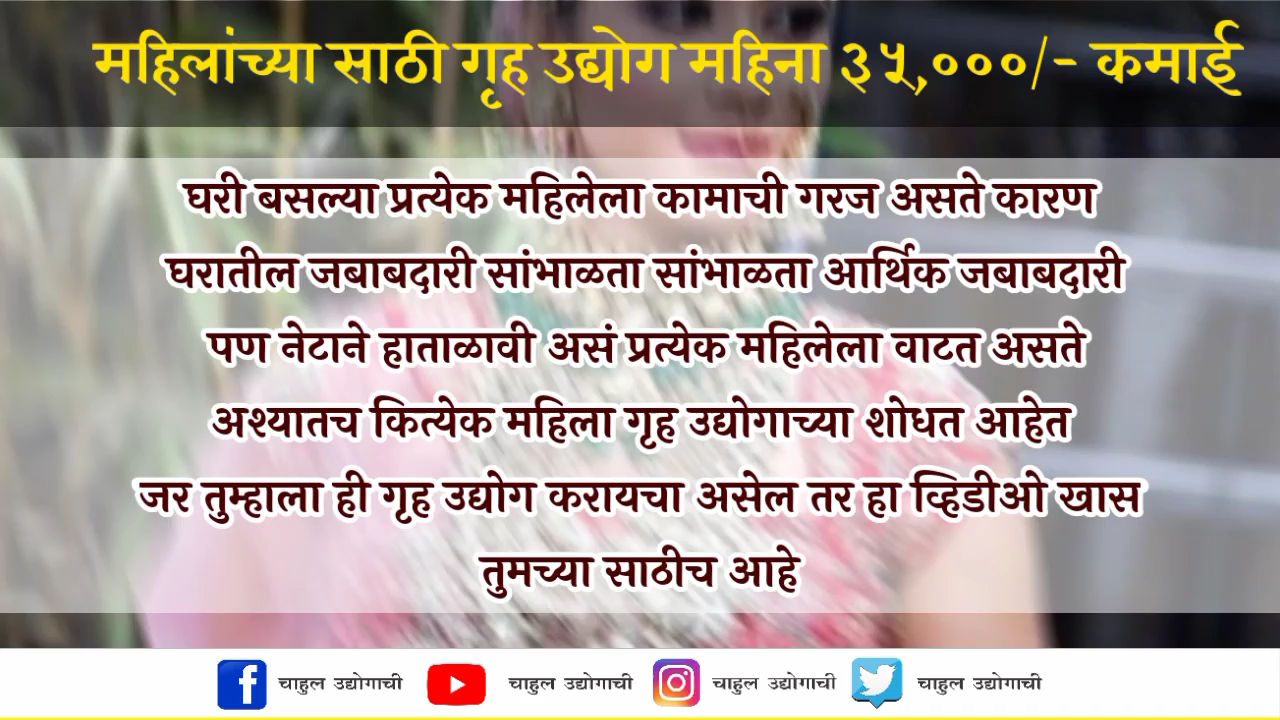 महिलांच्या साठी गृह उद्योग महिना ३५,०००/- कमाई
घरी बसल्या प्रत्येक महिलेला कामाची गरज असते कारण
घरातील जबाबदारी सांभाळता सांभाळता आर्थिक जबाबदारी
पण नेटाने हाताळावी असं प्रत्येक महिलेला वाटत असते
अश्यातच कित्येक महिला गृह उद्योगाच्या शोधत आहेत
जर तुम्हाला ही गृह उद्योग करायचा असेल तर हा व्हिडीओ खास
तुमच्या साठीच आहे
चाहुल उद्योगाची चाहुल उद्योगाची चाहुल उद्योगाची चाहुल उद्योगाची